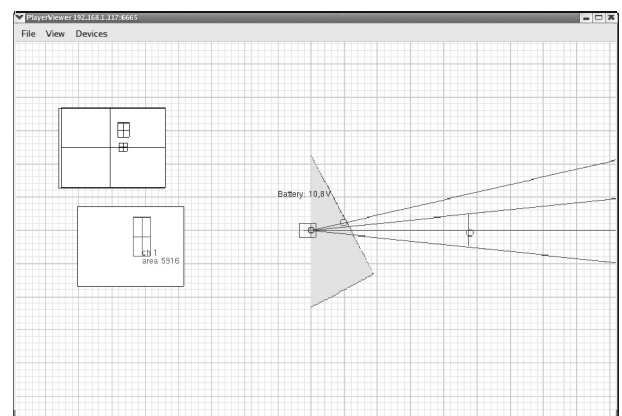 PlayerViewer 192.168.1.117:6665
File View Devices
Battery: 10,8V
ch 1
area 5916